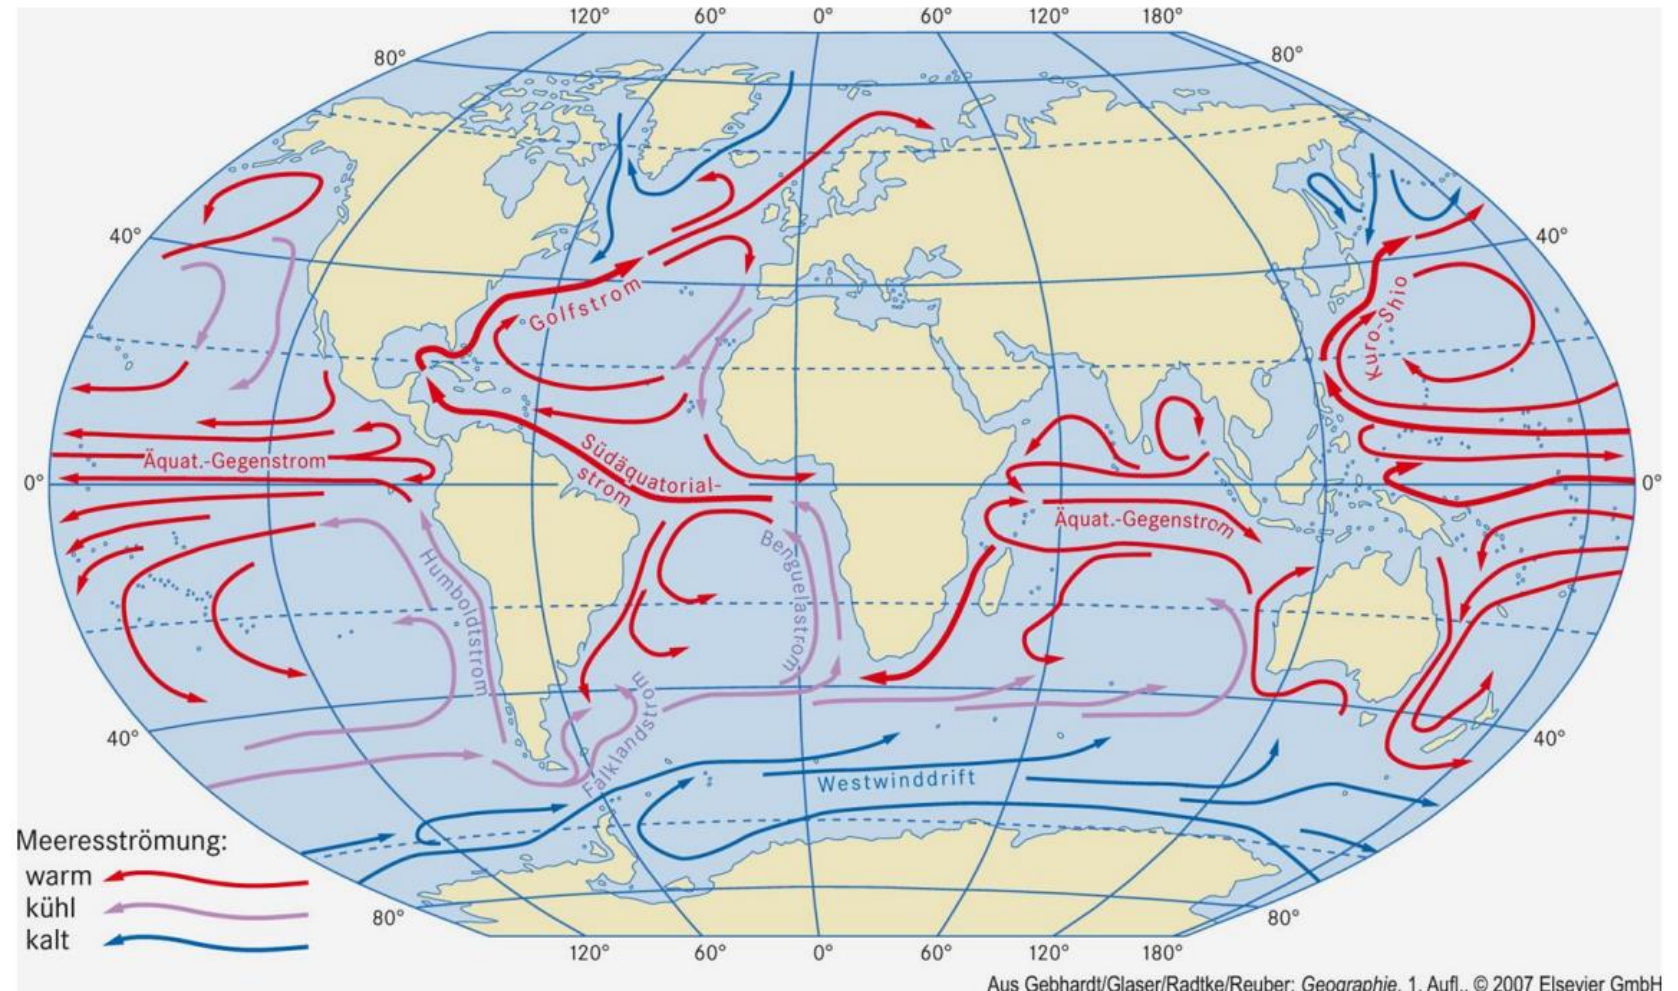 120° 60° 0° 60° 120° 180°
80° 80°
40° 40°
Golfstrom
Kuro-Shio
Äquat.-Gegenstrom
Südäquatorial-
strom
0° 0°
Äquat.-Gegenstrom
Humboldtstrom
Benguelastrom
Falklandstrom
40° 40°
Westwinddrift
Meeresströmung:
warm
kühl
kalt
80° 80°
120° 60° 0° 60° 120° 180°
Aus Gebhardt/Glaser/Radtke/Reuber: Geographie, 1. Aufl., © 2007 Elsevier GmbH